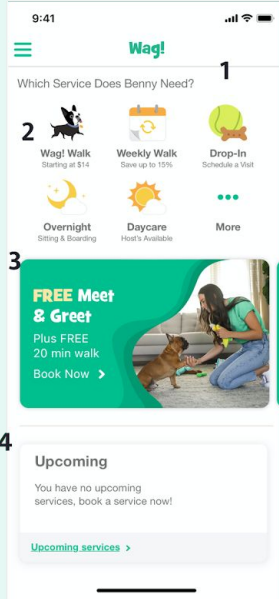 9:41
Wag!
1
Which Service Does Benny Need?
2
Wag! Walk
Starting at $14
Weekly Walk
Save up to 15%
Drop-In
Schedule a Visit
Overnight
Sitting & Boarding
Daycare
Host's Available
More
3
FREE Meet
& Greet
Plus FREE
20 min walk
Book Now >
4
Upcoming
You have no upcoming
services, book a service now!
Upcoming services >